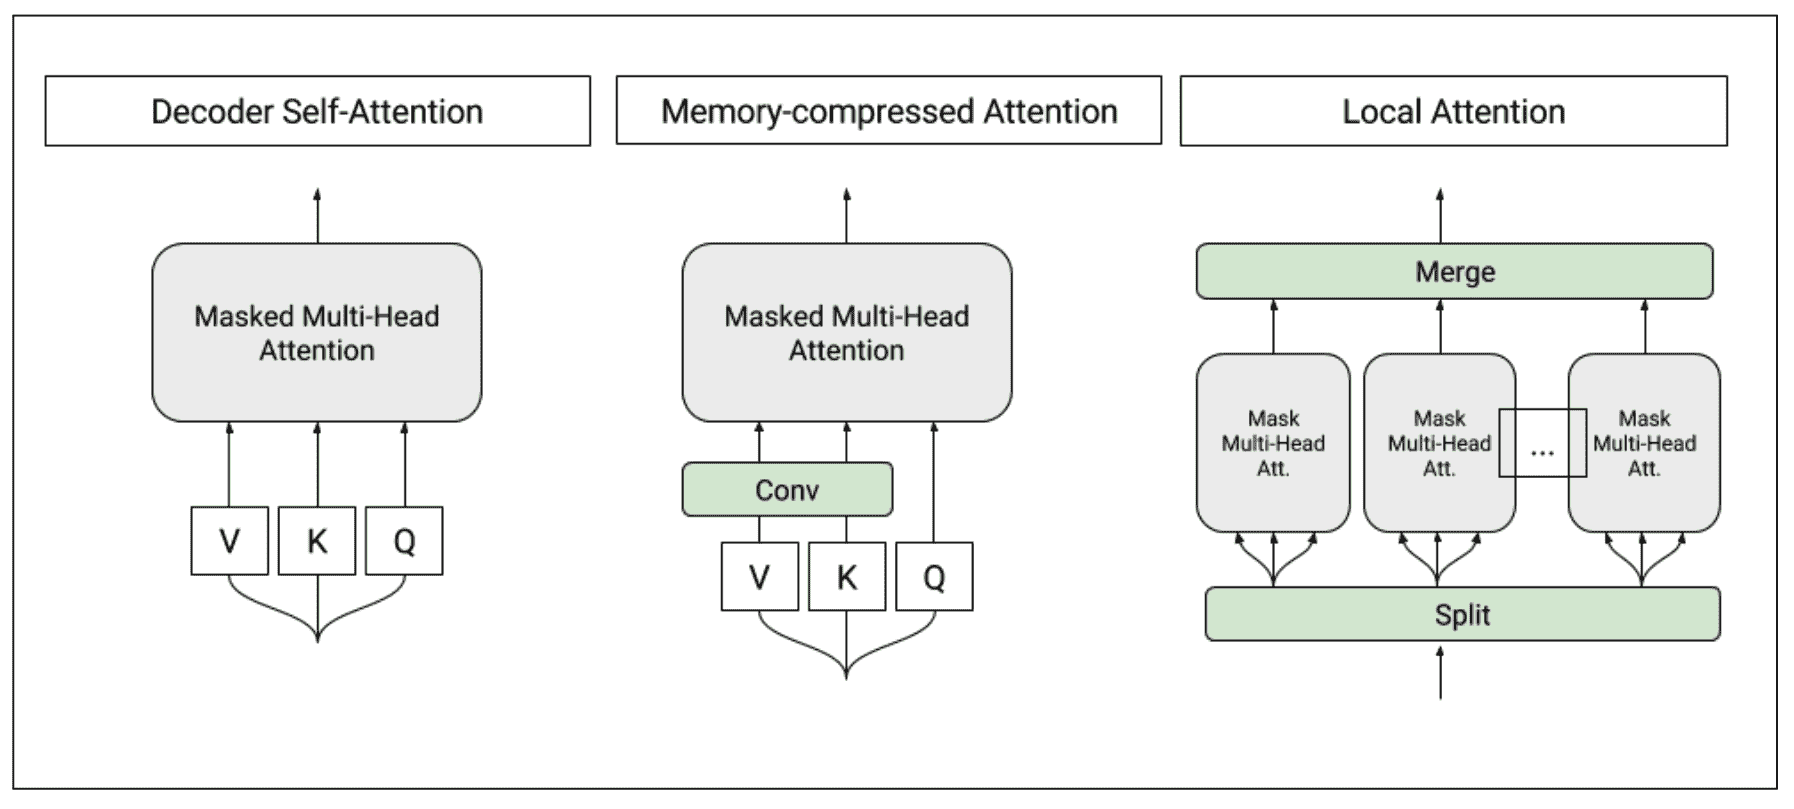 Decoder Self-Attention
Masked Multi-Head
Attention
V K Q
Memory-compressed Attention
Masked Multi-Head
Attention
Conv
V K Q
Local Attention
Merge
Mask
Multi-Head
Att.
Mask
Multi-Head
Att.
...
Mask
Multi-Head
Att.
Split